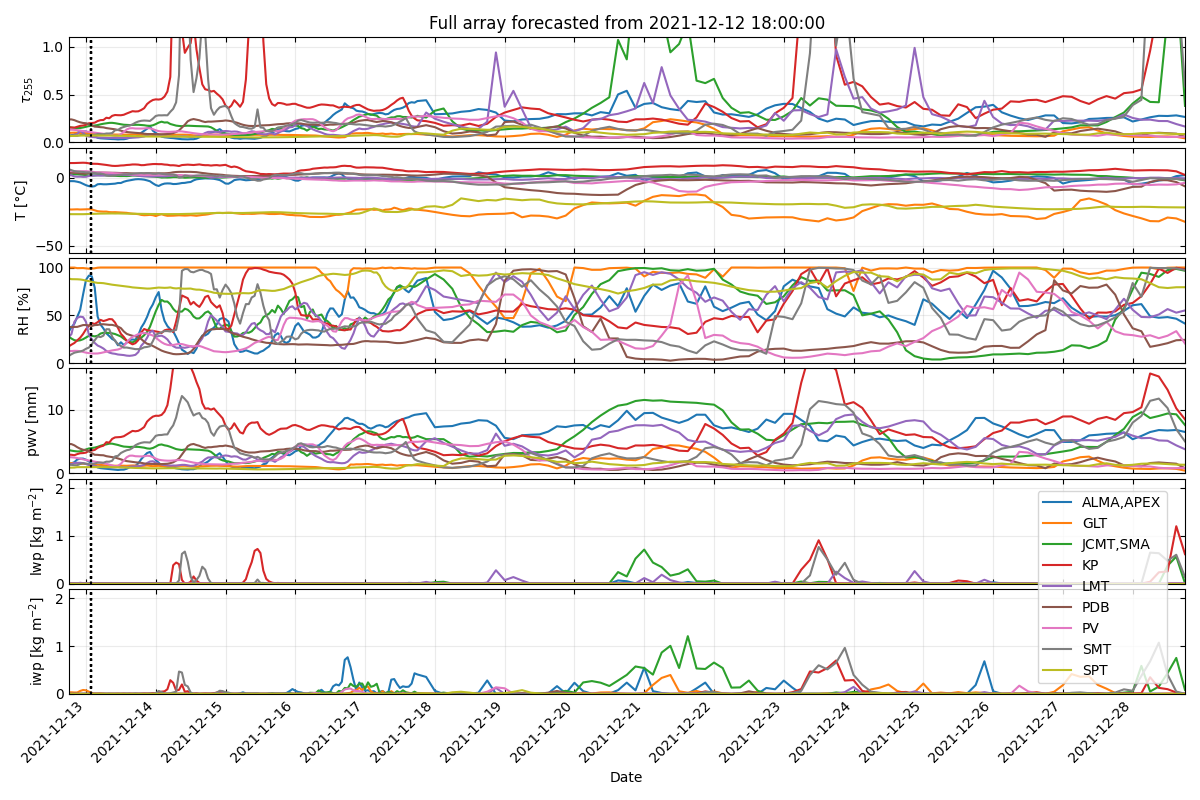 Full array forecasted from 2021-12-12 18:00:00
τ255
1.0
0.5
0.0
T [°C]
0
−50
RH [%]
100
50
0
pwv [mm]
10
0
lwp [kg m−2]
2
1
0
iwp [kg m−2]
2
1
0
ALMA,APEX
GLT
JCMT,SMA
KP
LMT
PDB
PV
SMT
SPT
2021-12-13
2021-12-14
2021-12-15
2021-12-16
2021-12-17
2021-12-18
2021-12-19
2021-12-20
2021-12-21
2021-12-22
2021-12-23
2021-12-24
2021-12-25
2021-12-26
2021-12-27
2021-12-28
Date